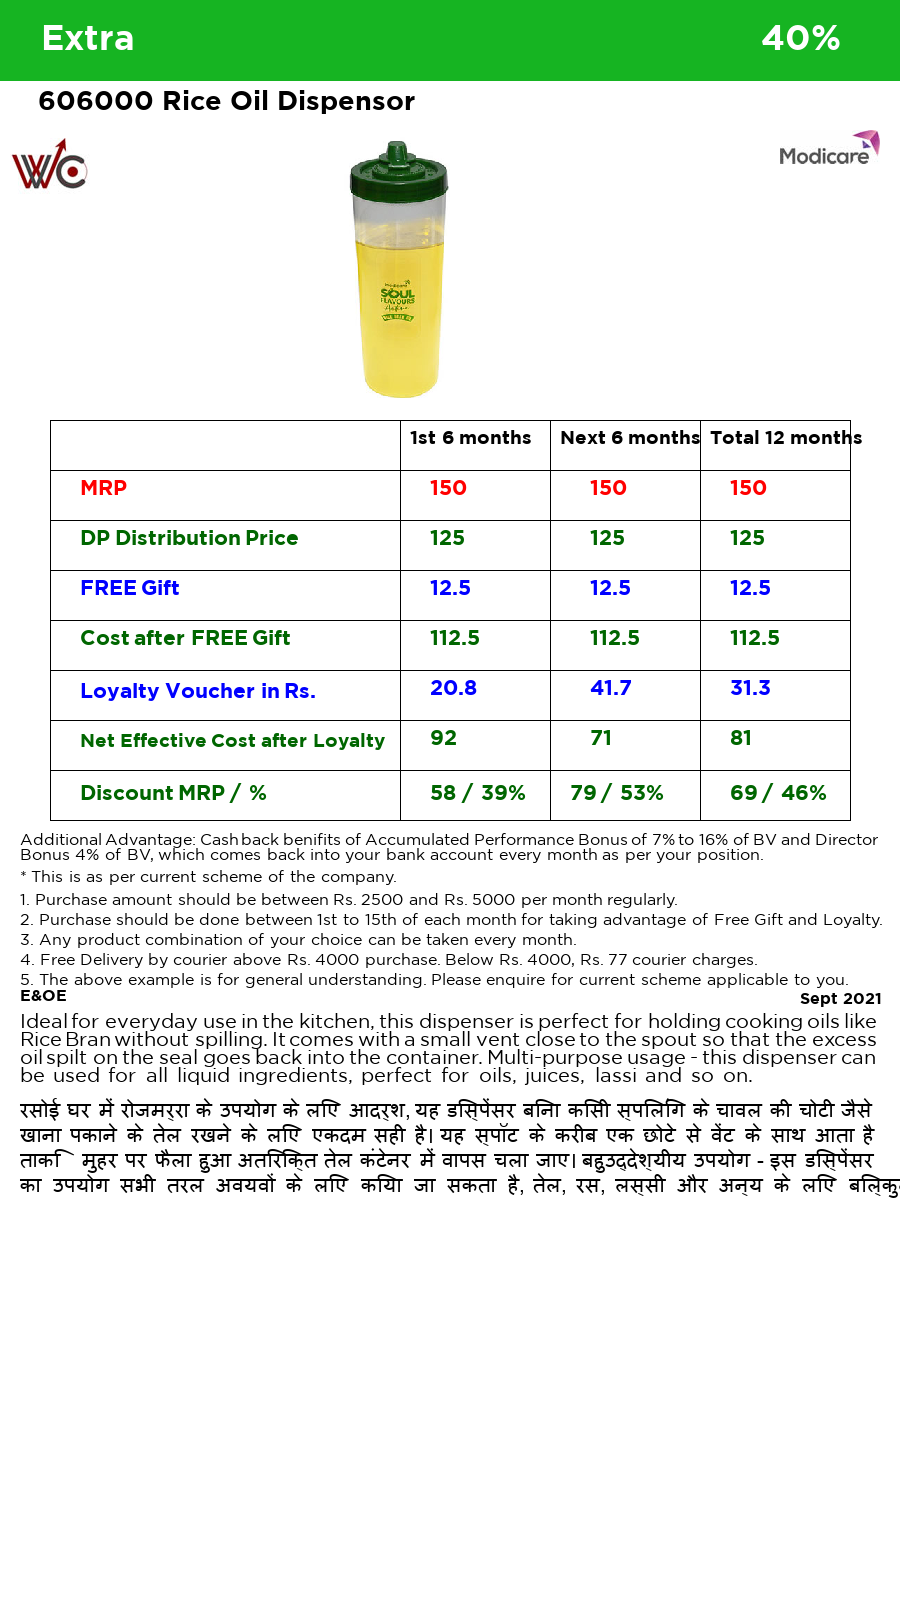 Extra 40%
606000 Rice Oil Dispensor
WC
Modicare
modicare
SOUL
FLAVOURS
1st 6 months Next 6 months Total 12 months
MRP 150 150 150
DP Distribution Price 125 125 125
FREE Gift 12.5 12.5 12.5
Cost after FREE Gift 112.5 112.5 112.5
Loyalty Voucher in Rs. 20.8 41.7 31.3
Net Effective Cost after Loyalty 92 71 81
Discount MRP / % 58 / 39% 79 / 53% 69 / 46%
Additional Advantage: Cashback benifits of Accumulated Performance Bonus of 7% to 16% of BV and Director
Bonus 4% of BV, which comes back into your bank account every month as per your position.
* This is as per current scheme of the company.
1. Purchase amount should be between Rs. 2500 and Rs. 5000 per month regularly.
2. Purchase should be done between 1st to 15th of each month for taking advantage of Free Gift and Loyalty.
3. Any product combination of your choice can be taken every month.
4. Free Delivery by courier above Rs. 4000 purchase. Below Rs. 4000, Rs. 77 courier charges.
5. The above example is for general understanding. Please enquire for current scheme applicable to you.
E&OE Sept 2021
Ideal for everyday use in the kitchen, this dispenser is perfect for holding cooking oils like
Rice Bran without spilling. It comes with a small vent close to the spout so that the excess
oil spilt on the seal goes back into the container. Multi-purpose usage - this dispenser can
be used for all liquid ingredients, perfect for oils, juices, lassi and so on.
रसोई घर में रोजमर्रा के उपयोग के लिए आदर्श, यह डिस्पेंसर बिना किसी स्पिलिंग के चावल की चोटी जैसे
खाना पकाने के तेल रखने के लिए एकदम सही है। यह स्पॉट के करीब एक छोटे से वेंट के साथ आता है
ताकि मुहर पर फैला हुआ अतिरिक्त तेल कंटेनर में वापस चला जाए। बहुउद्देश्यीय उपयोग - इस डिस्पेंसर
का उपयोग सभी तरल अवयवों के लिए किया जा सकता है, तेल, रस, लस्सी और अन्य के लिए